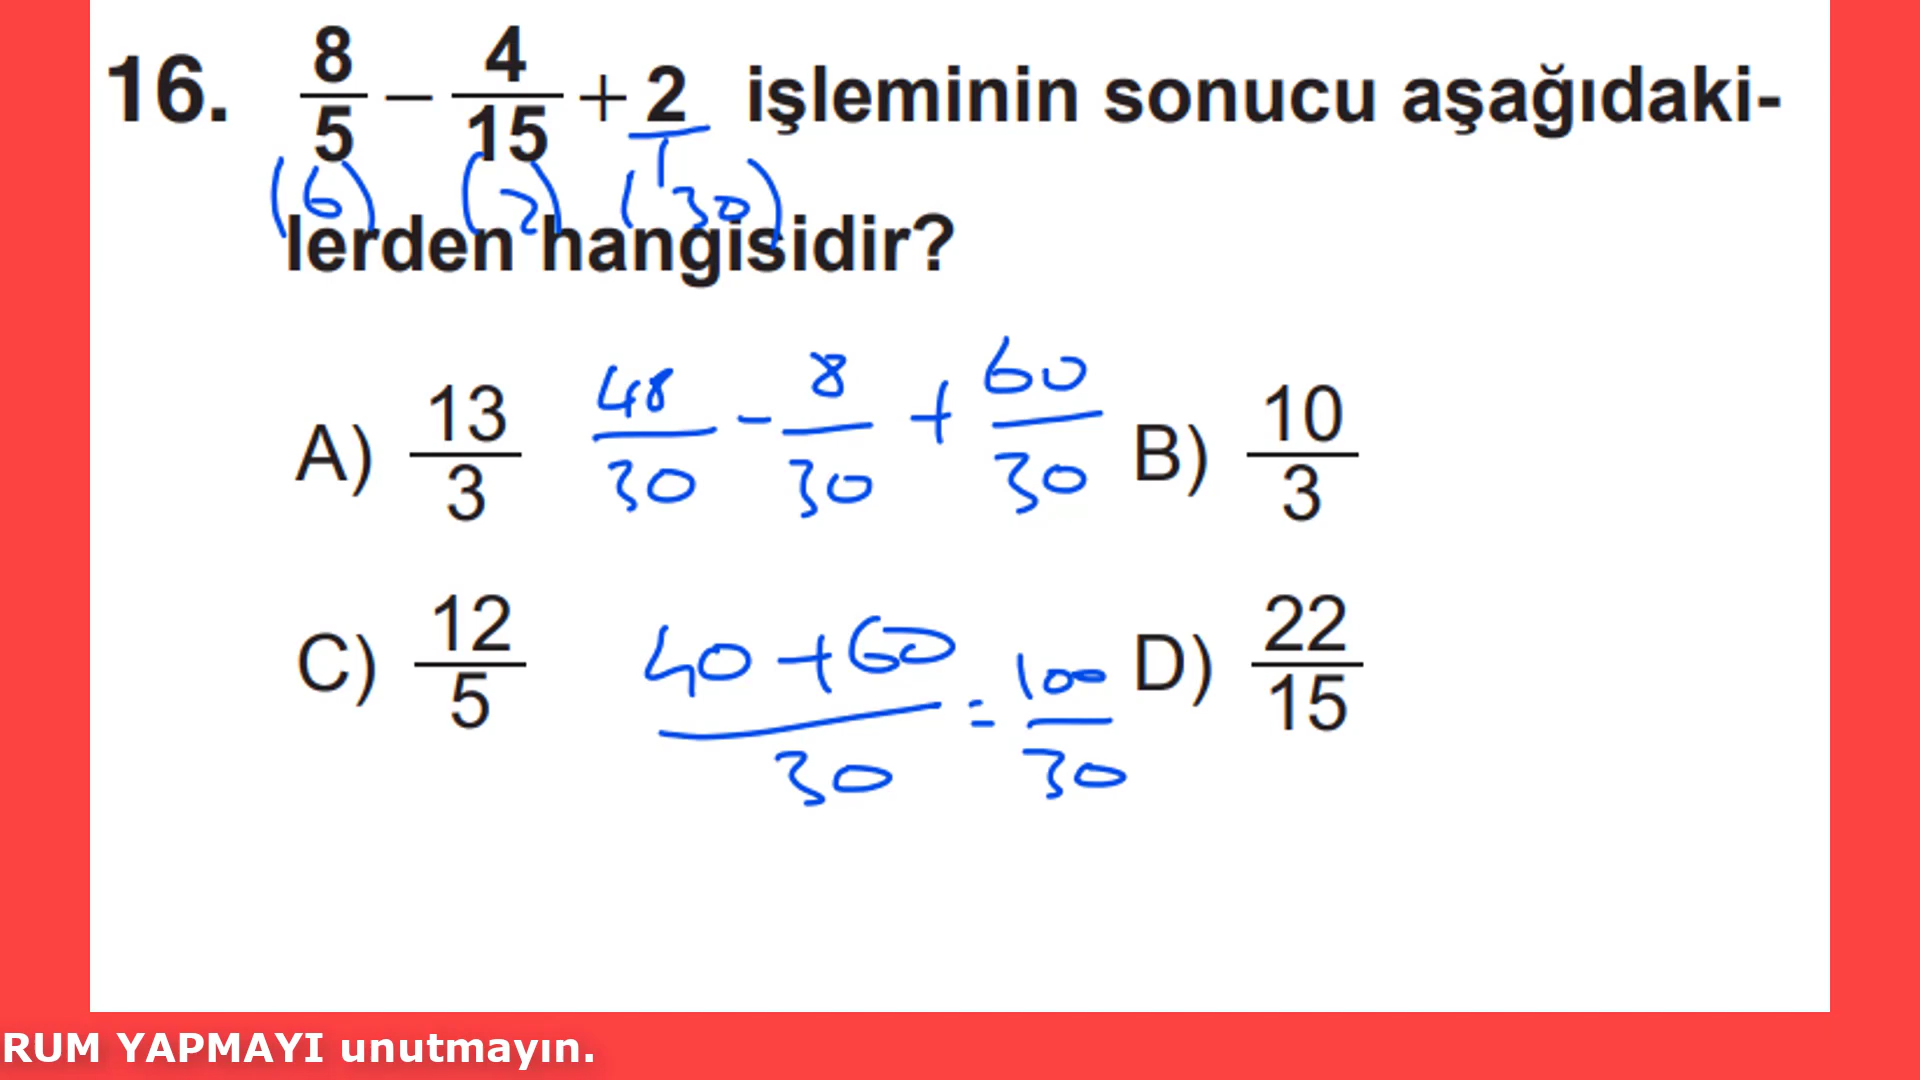 16. 8/5 − 4/15 + 2/1 işleminin sonucu aşağıdaki-
(6) (2) (30)
lerden hangisidir?
A) 13/3 48/30 - 8/30 + 60/30 B) 10/3
C) 12/5 40+60/30 = 100/30 D) 22/15
RUM YAPMAYI unutmayın.